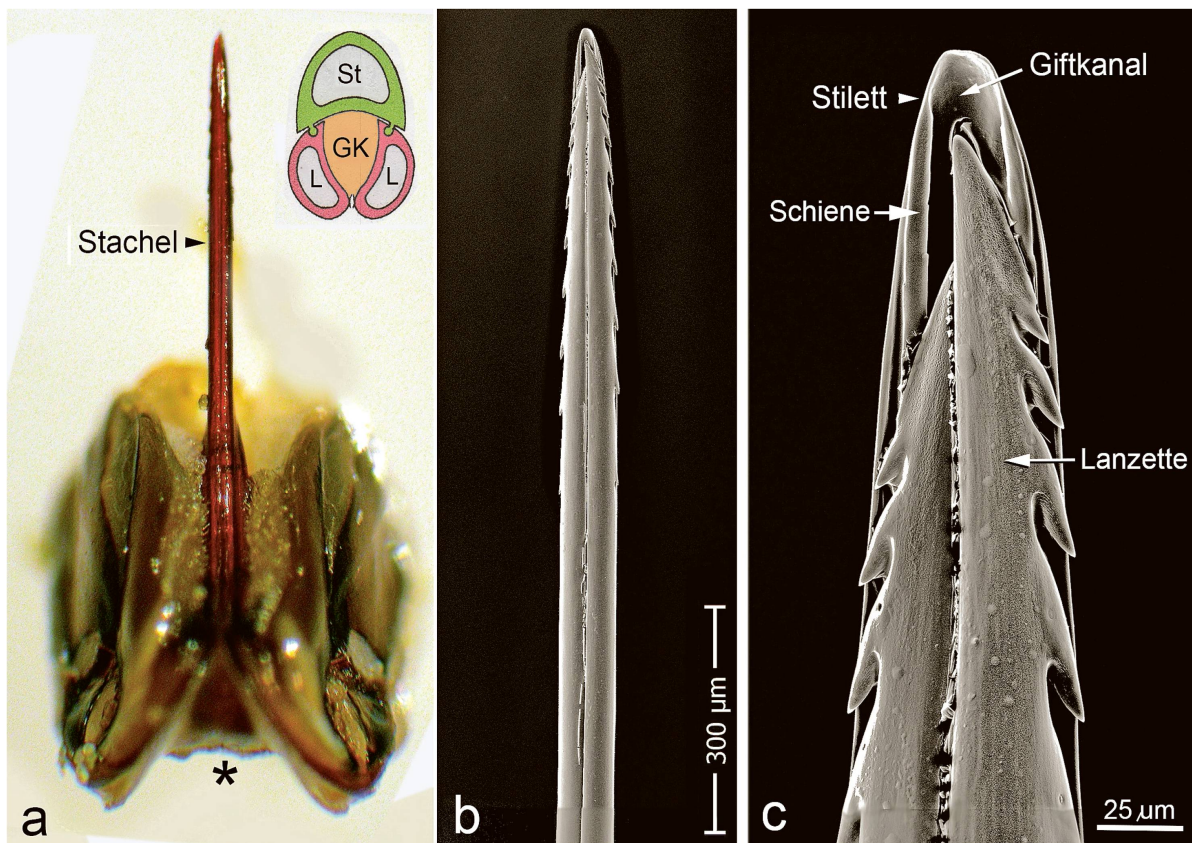 St
GK
L L
Stachel
*
a
b
300 µm
Giftkanal
Stilett
Schiene
Lanzette
c
25 µm